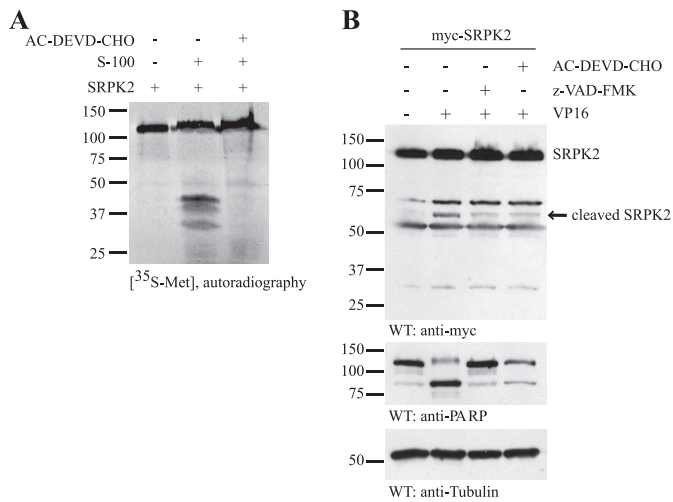 A
AC-DEVD-CHO - - +
S-100 - + +
SRPK2 + + +
150
100
75
50
37
25
[35S-Met], autoradiography
B
myc-SRPK2
- - - + AC-DEVD-CHO
- - + - z-VAD-FMK
- + + + VP16
150
100
75
50
37
25
SRPK2
cleaved SRPK2
WT: anti-myc
150
100
75
WT: anti-PARP
50
WT: anti-Tubulin